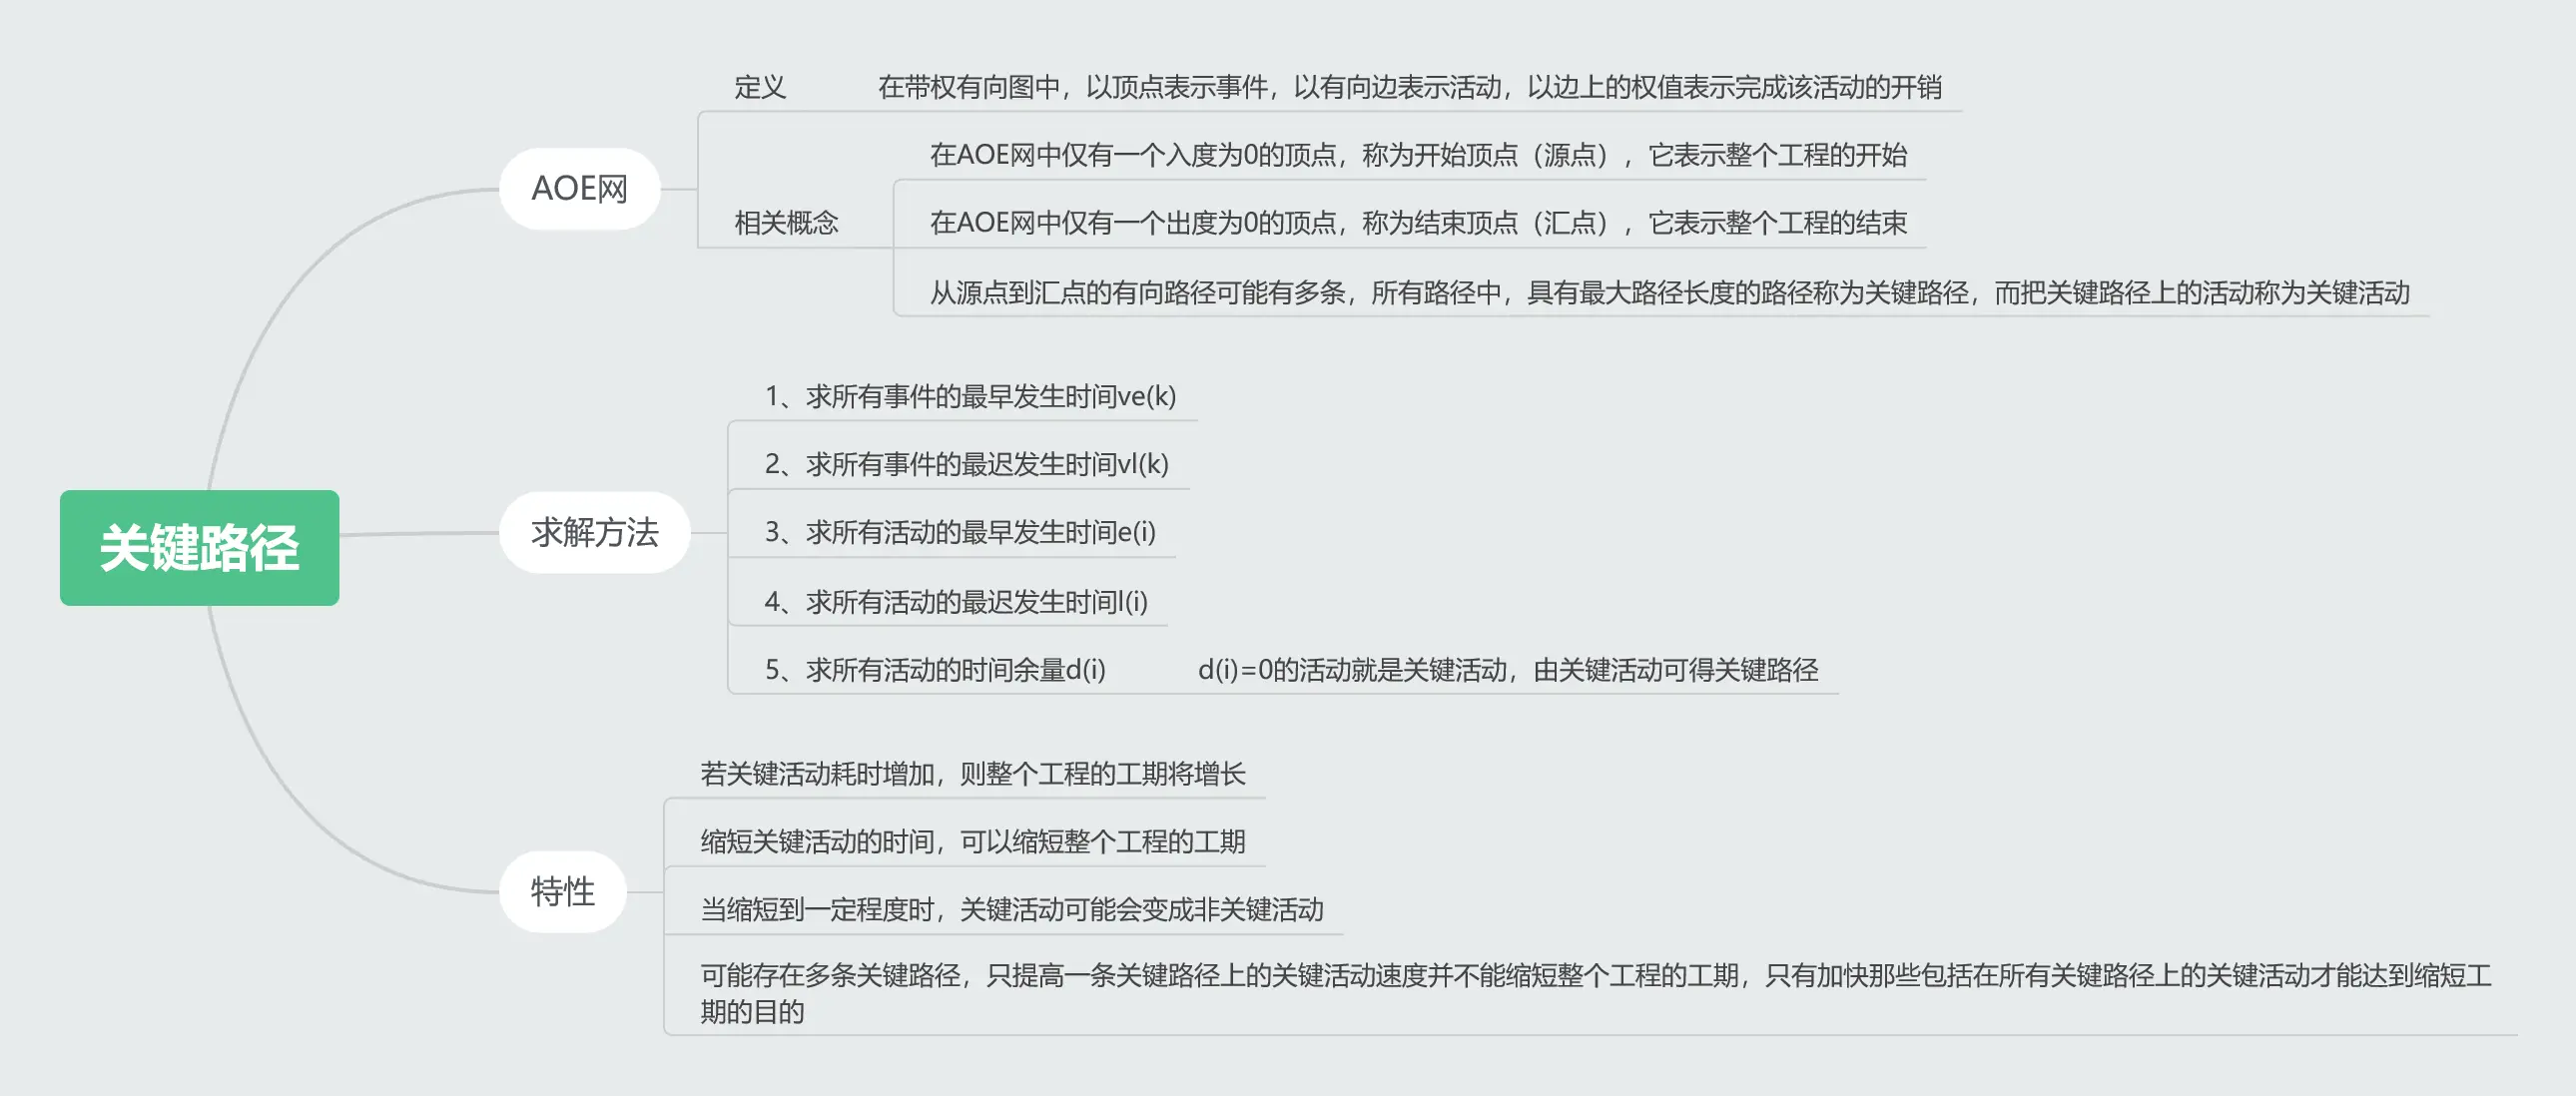 关键路径
AOE网
定义
在带权有向图中，以顶点表示事件，以有向边表示活动，以边上的权值表示完成该活动的开销
相关概念
在AOE网中仅有一个入度为0的顶点，称为开始顶点（源点），它表示整个工程的开始
在AOE网中仅有一个出度为0的顶点，称为结束顶点（汇点），它表示整个工程的结束
从源点到汇点的有向路径可能有多条，所有路径中，具有最大路径长度的路径称为关键路径，而把关键路径上的活动称为关键活动
求解方法
1、求所有事件的最早发生时间ve(k)
2、求所有事件的最迟发生时间vl(k)
3、求所有活动的最早发生时间e(i)
4、求所有活动的最迟发生时间l(i)
5、求所有活动的时间余量d(i)
d(i)=0的活动就是关键活动，由关键活动可得关键路径
特性
若关键活动耗时增加，则整个工程的工期将增长
缩短关键活动的时间，可以缩短整个工程的工期
当缩短到一定程度时，关键活动可能会变成非关键活动
可能存在多条关键路径，只提高一条关键路径上的关键活动速度并不能缩短整个工程的工期，只有加快那些包括在所有关键路径上的关键活动才能达到缩短工
期的目的